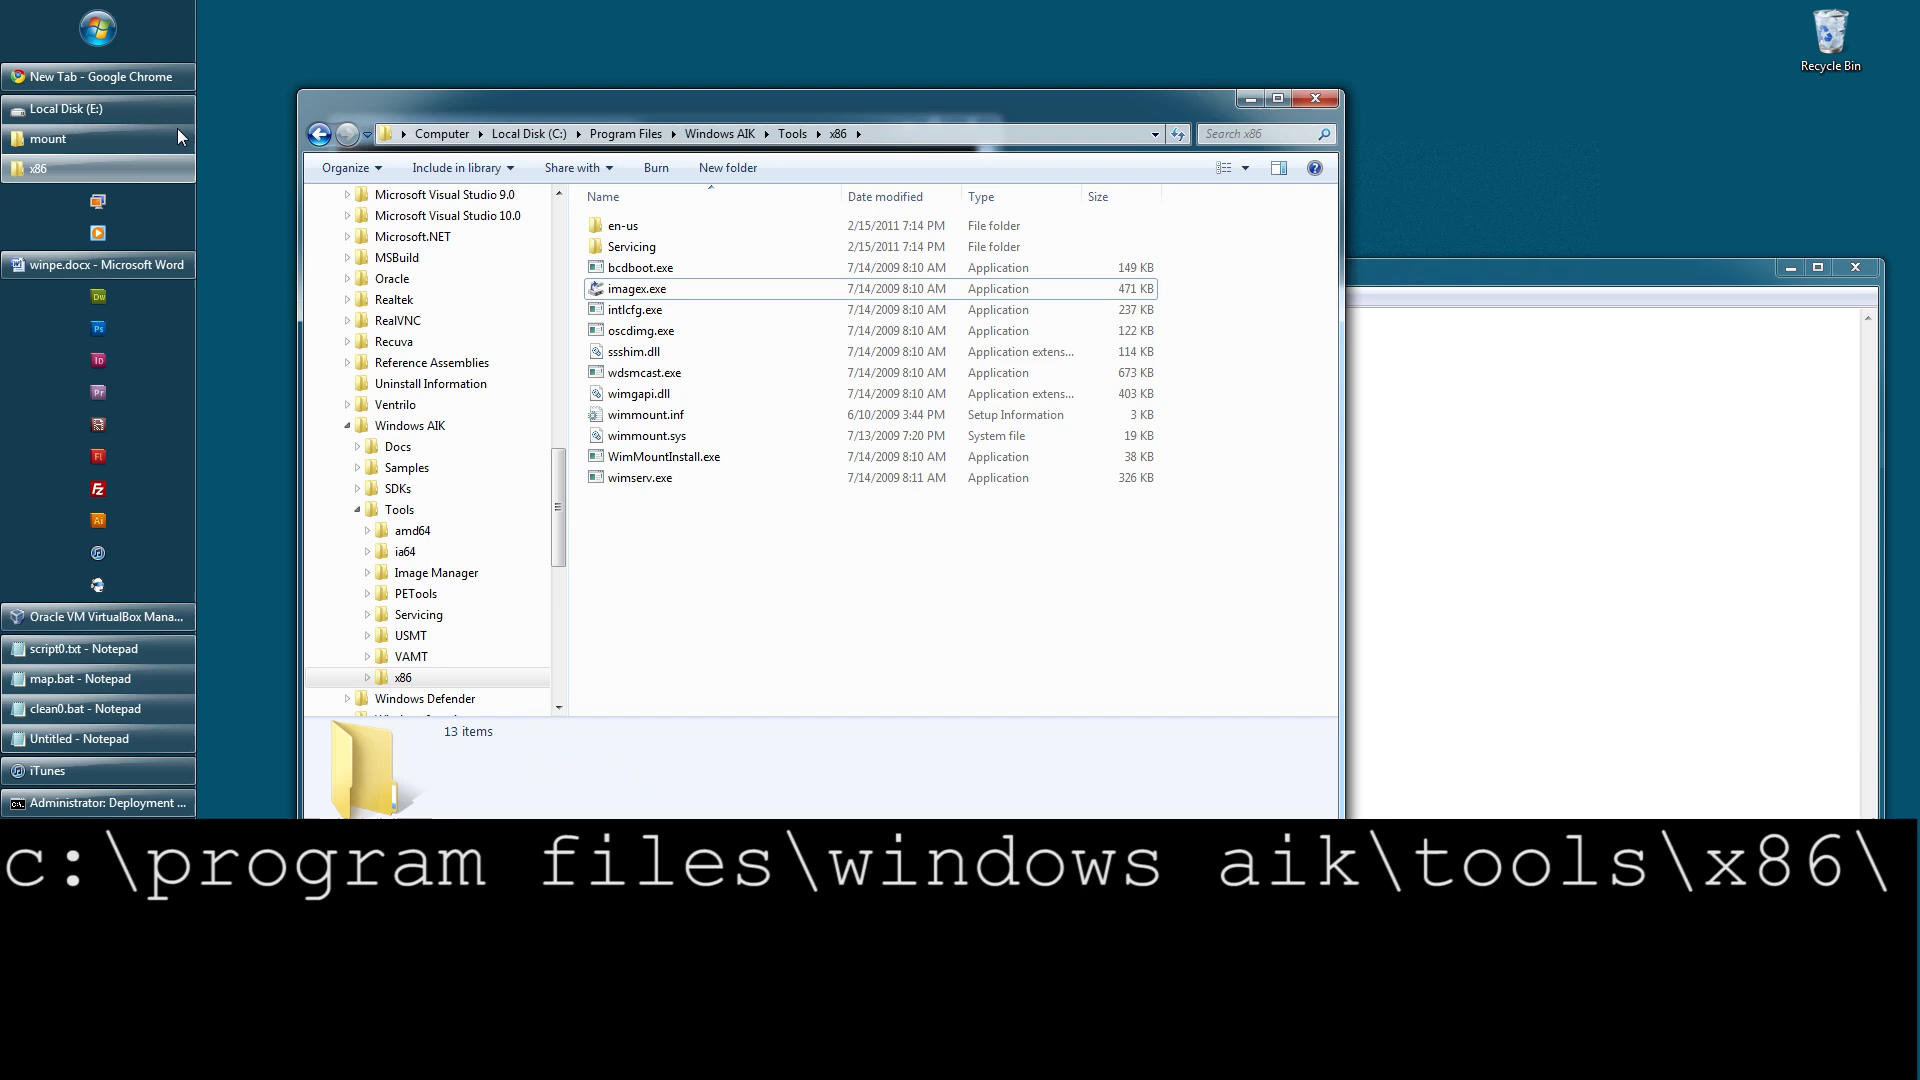 Recycle Bin
New Tab - Google Chrome
Local Disk (E:)
mount
x86
winpe.docx - Microsoft Word
Dw
Ps
Id
Pr
Fl
Fz
Ai
Oracle VM VirtualBox Mana...
script0.txt - Notepad
map.bat - Notepad
clean0.bat - Notepad
Untitled - Notepad
iTunes
Administrator: Deployment ...
Computer Local Disk (C:) Program Files Windows AIK Tools x86
Search x86
Organize Include in library Share with Burn New folder
Microsoft Visual Studio 9.0
Microsoft Visual Studio 10.0
Microsoft.NET
MSBuild
Oracle
Realtek
RealVNC
Recuva
Reference Assemblies
Uninstall Information
Ventrilo
Windows AIK
Docs
Samples
SDKs
Tools
amd64
ia64
Image Manager
PETools
Servicing
USMT
VAMT
x86
Windows Defender
Name Date modified Type Size
en-us 2/15/2011 7:14 PM File folder
Servicing 2/15/2011 7:14 PM File folder
bcdboot.exe 7/14/2009 8:10 AM Application 149 KB
imagex.exe 7/14/2009 8:10 AM Application 471 KB
intlcfg.exe 7/14/2009 8:10 AM Application 237 KB
oscdimg.exe 7/14/2009 8:10 AM Application 122 KB
ssshim.dll 7/14/2009 8:10 AM Application extens... 114 KB
wdsmcast.exe 7/14/2009 8:10 AM Application 673 KB
wimgapi.dll 7/14/2009 8:10 AM Application extens... 403 KB
wimmount.inf 6/10/2009 3:44 PM Setup Information 3 KB
wimmount.sys 7/13/2009 7:20 PM System file 19 KB
WimMountInstall.exe 7/14/2009 8:10 AM Application 38 KB
wimserv.exe 7/14/2009 8:11 AM Application 326 KB
13 items
c:\program files\windows aik\tools\x86\